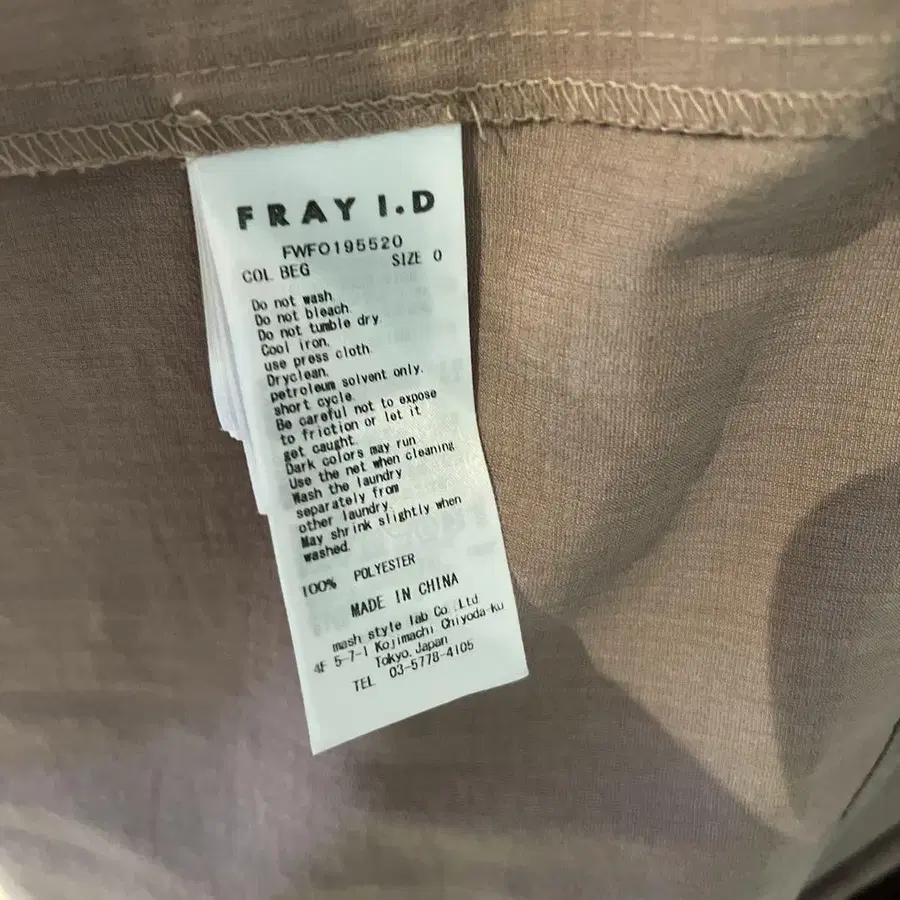 FRAY I.D
FWFO195520
COL BEG SIZE 0
Do not wash.
Do not bleach.
Do not tumble dry.
Cool iron.
use press cloth.
Dryclean.
petroleum solvent only.
short cycle.
Be careful not to expose
to friction or let it
get caught.
Dark colors may run
Use the net when cleaning
Wash the laundry
separately from
other laundry.
May shrink slightly when
washed.
100% POLYESTER
MADE IN CHINA
mash style lab Co.,Ltd
4F 5-7-1 Kojimachi Chiyoda-ku
Tokyo.Japan
TEL 03-5778-4105